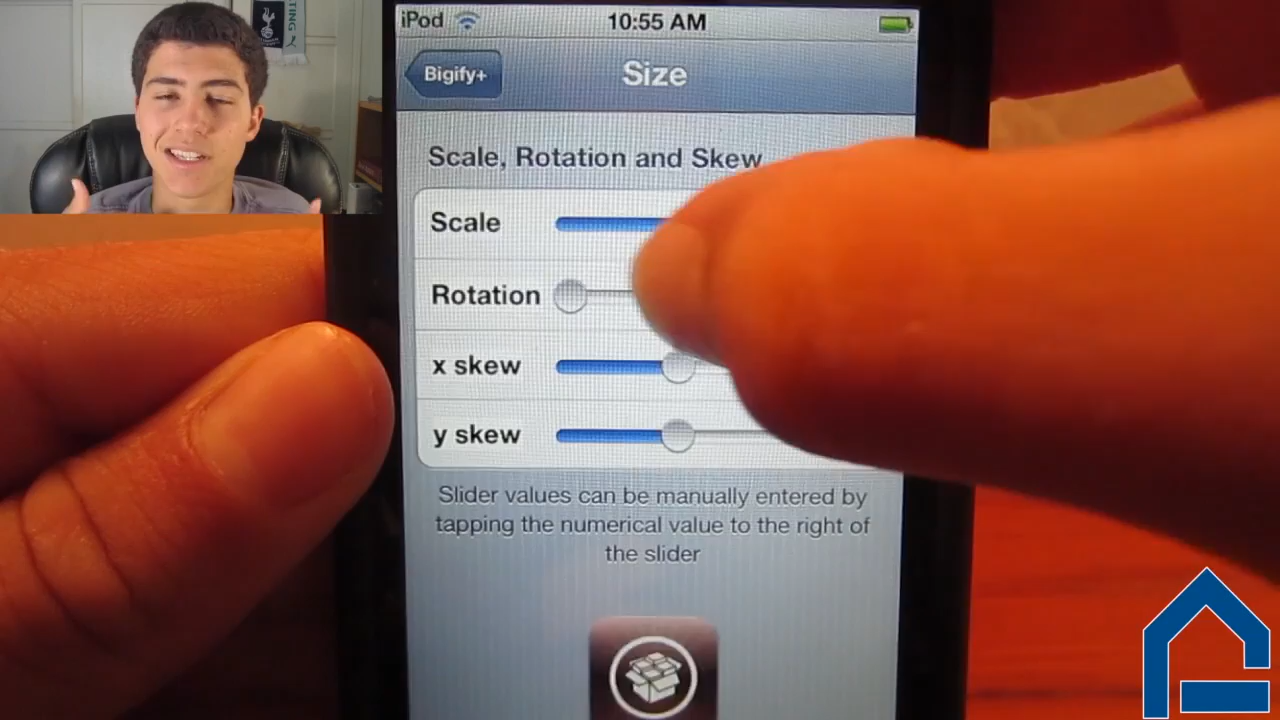 TING
iPod
10:55 AM
Bigify+
Size
Scale, Rotation and Skew
Scale
Rotation
x skew
y skew
Slider values can be manually entered by
tapping the numerical value to the right of
the slider